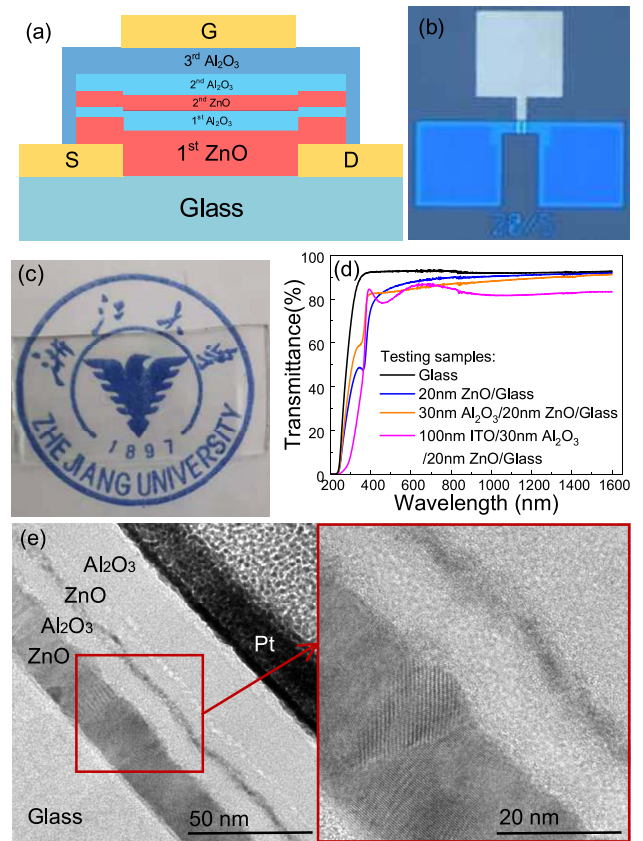 (a)
G
3rd Al2O3
2nd Al2O3
2nd ZnO
1st Al2O3
1st ZnO
S
D
Glass
(b)
20/5
(c)
ZHEJIANG UNIVERSITY
1897
(d)
Transmittance(%)
100
80
60
40
20
0
Testing samples:
Glass
20nm ZnO/Glass
30nm Al2O3/20nm ZnO/Glass
100nm ITO/30nm Al2O3
/20nm ZnO/Glass
200 400 600 800 1000 1200 1400 1600
Wavelength (nm)
(e)
Al2O3
ZnO
Al2O3
ZnO
Pt
Glass
50 nm
20 nm